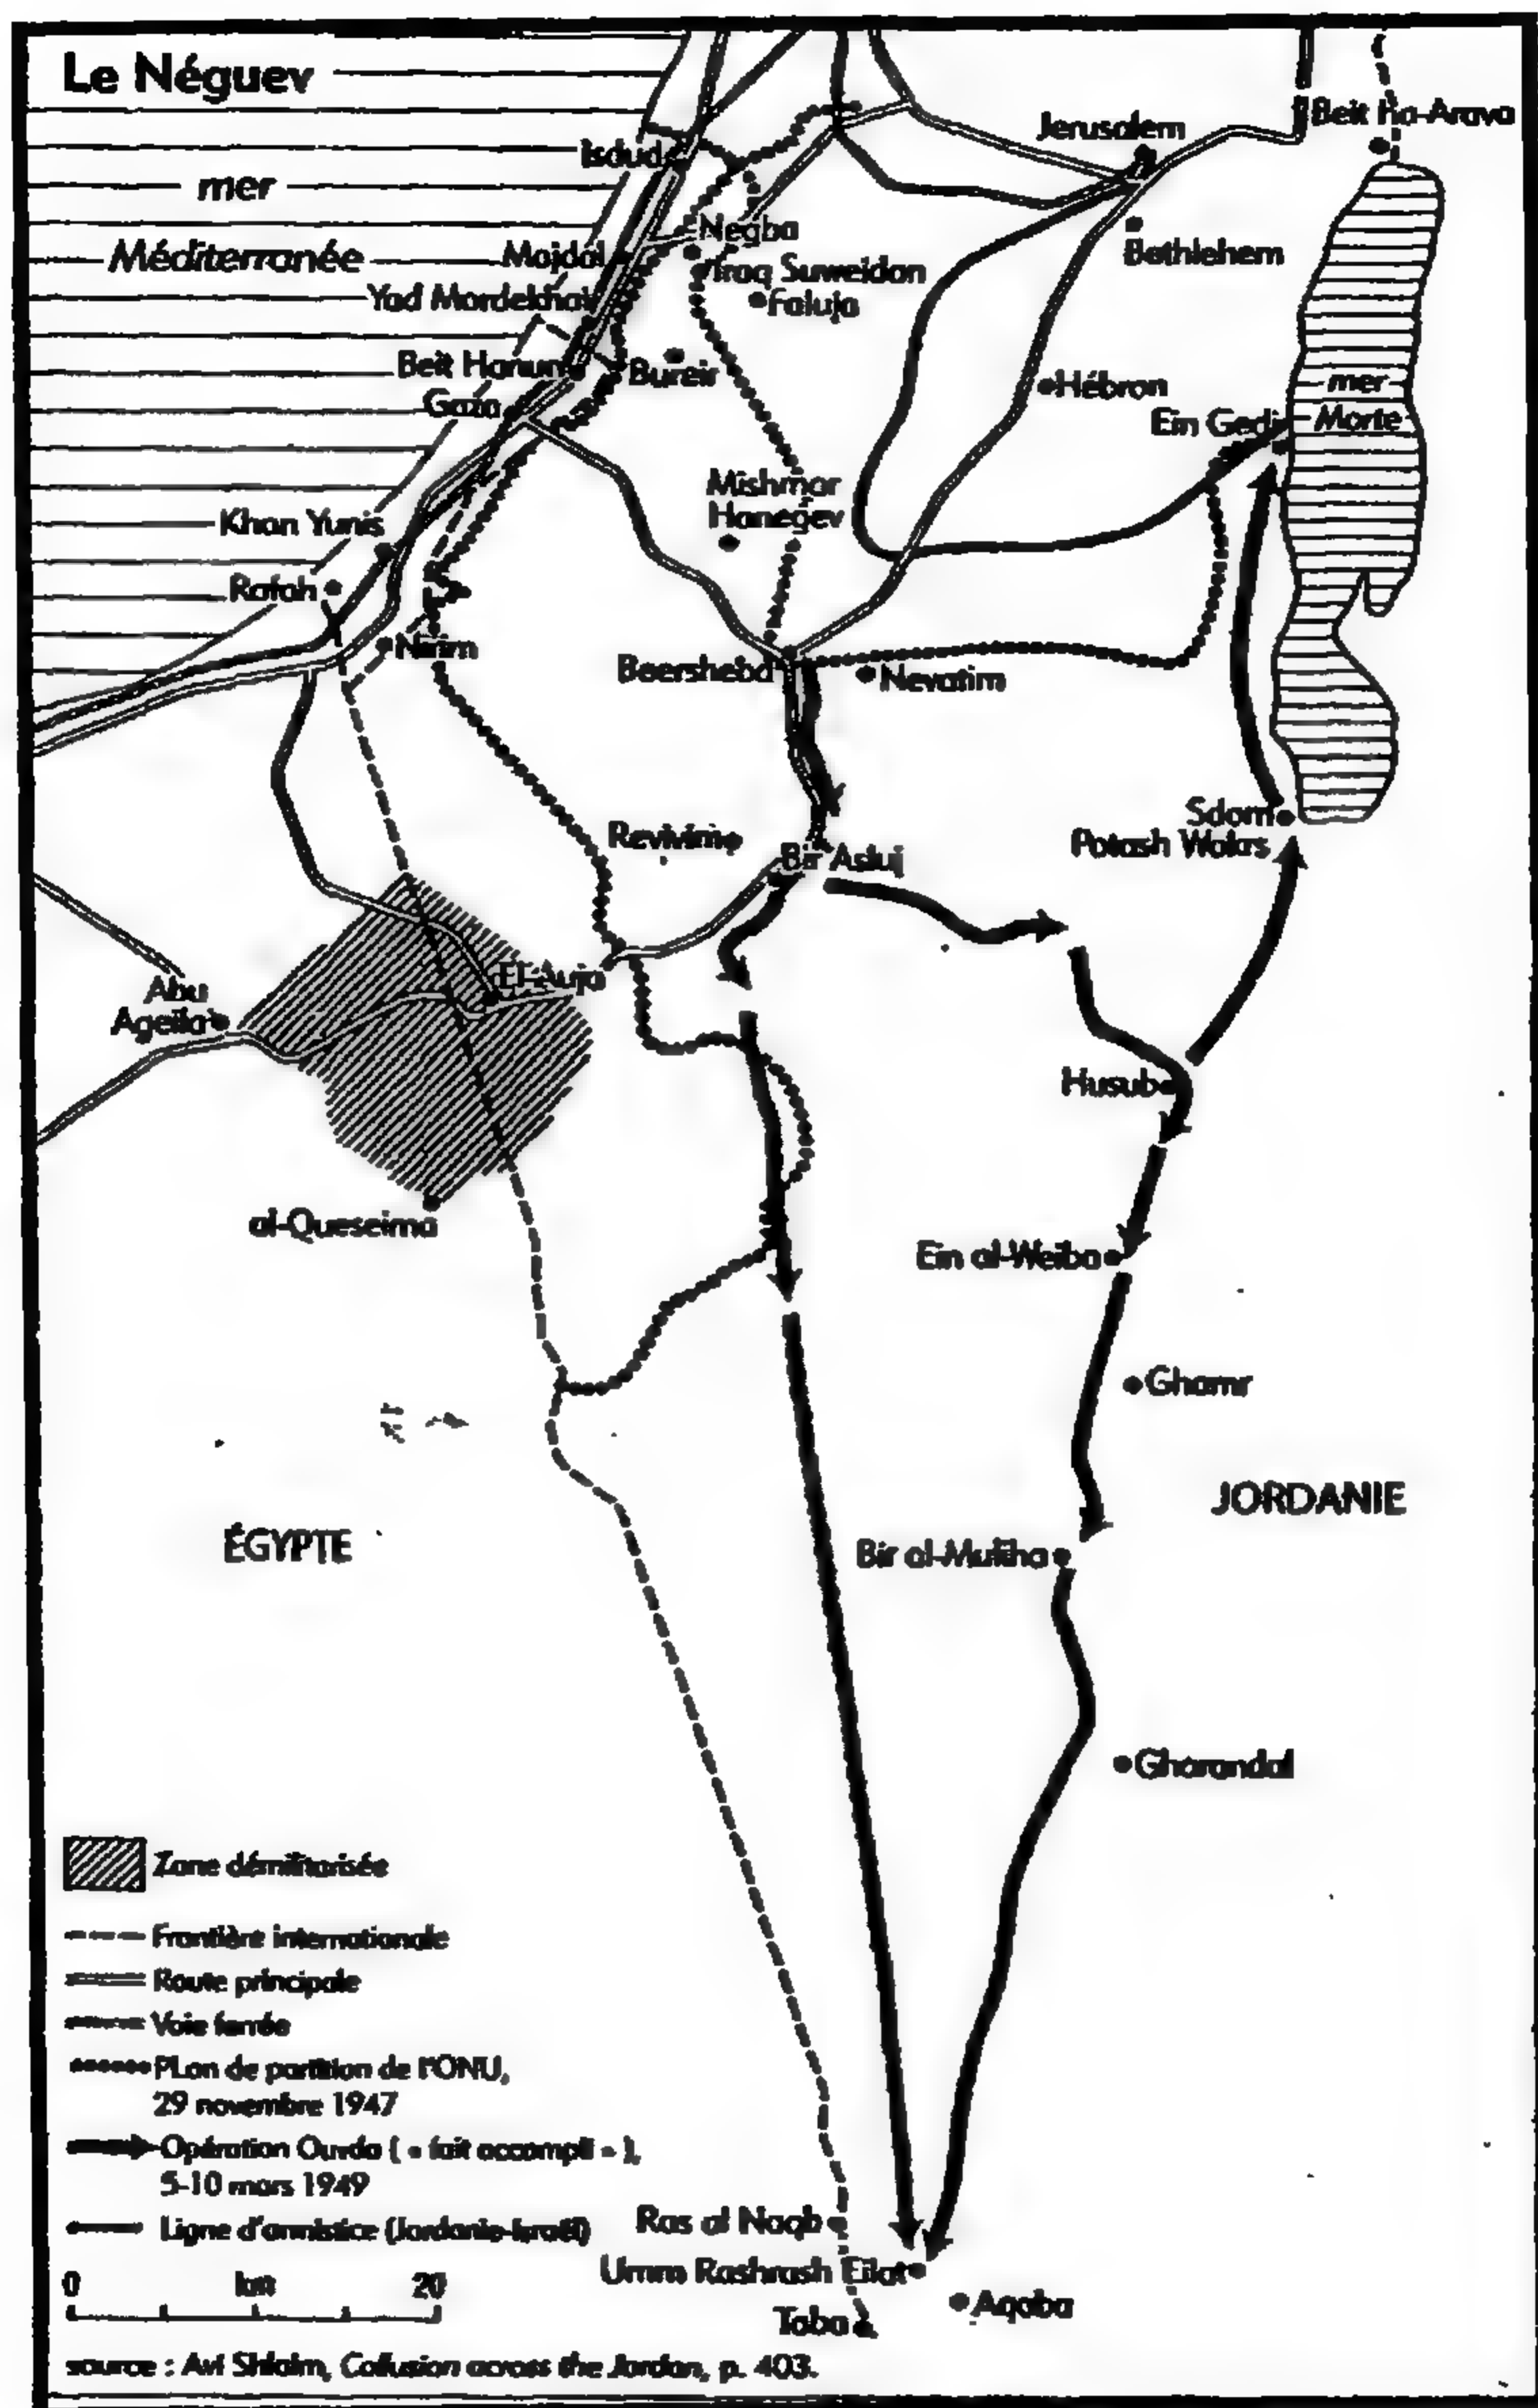 Le Néguev
mer
Méditerranée
Isdud
Jerusalem
Beit Ha-Arava
Negba
Majdal
Bethlehem
Iraq Suweidan
Yad Mordekhai
Faluja
Beit Hanun
Bureir
mer
Morte
Gaza
Hébron
Ein Gedi
Mishmar
Hanegev
Khan Yunis
Rafah
Nirim
Beersheba
Nevatim
Sdom
Potash Wokrs
Revivim
Bir Asluj
El-Auja
Abu
Ageila
Husub
al-Queseima
Ein al-Weiba
Ghamr
JORDANIE
ÉGYPTE
Bir al-Muliha
Gharandal
Zone démilitarisée
Frontière internationale
Route principale
Voie ferrée
PLan de partition de l'ONU,
29 novembre 1947
Opération Ouvda ( « fait accompli » ),
5-10 mars 1949
Ligne d'armistice (Jordanie-Israël)
0 km 20
Ras al Naqb
Umm Rashrash Eilat
Aqaba
Taba
source : Avi Shlaim, Collusion across the Jordan, p. 403.